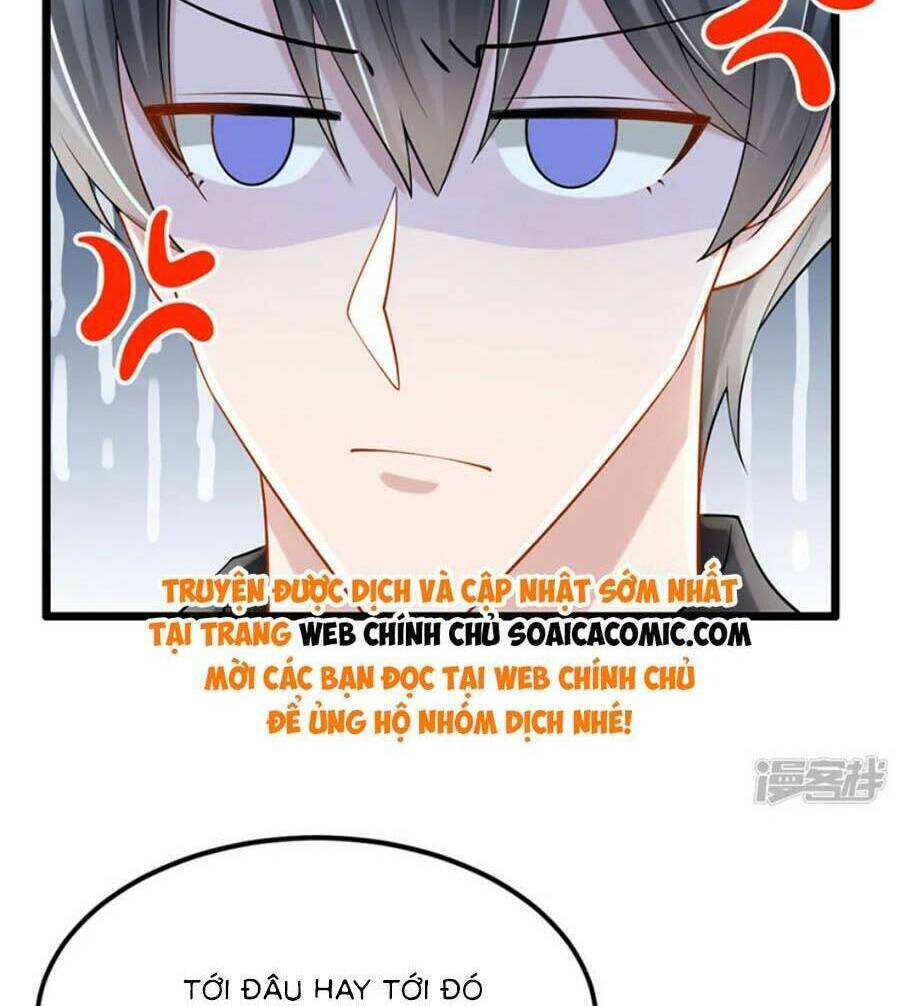 TRUYỆN ĐƯỢC DỊCH VÀ CẬP NHẬT SỚM NHẤT
TẠI TRANG WEB CHÍNH CHỦ SOAICACOMIC.COM
MỜI CÁC BẠN ĐỌC TẠI WEB CHÍNH CHỦ
ĐỂ ỦNG HỘ NHÓM DỊCH NHÉ!
漫客栈
TỚI ĐÂU HAY TỚI ĐÓ